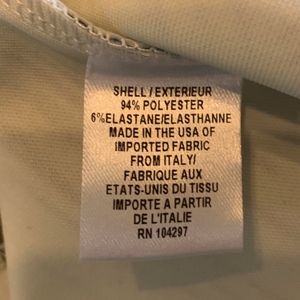 SHELL / EXTERIEUR
94% POLYESTER
6%ELASTANE/ELASTHANNE
MADE IN THE USA OF
IMPORTED FABRIC
FROM ITALY/
FABRIQUE AUX
ETATS-UNIS DU TISSU
IMPORTE A PARTIR
DE L'ITALIE
RN 104297